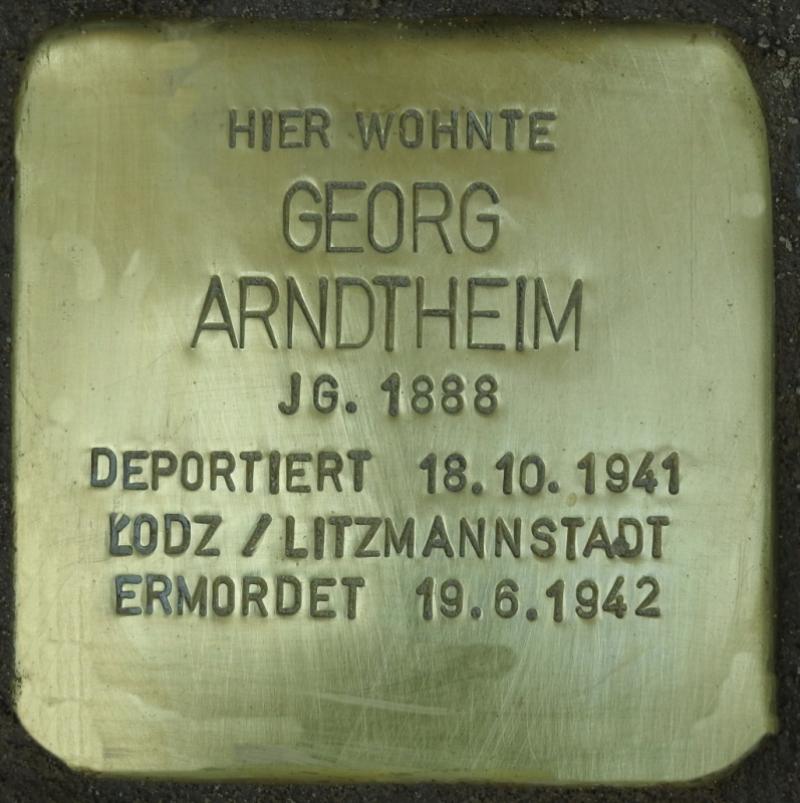 HIER WOHNTE
GEORG
ARNDTHEIM
JG. 1888
DEPORTIERT 18.10.1941
ŁODZ / LITZMANNSTADT
ERMORDET 19.6.1942